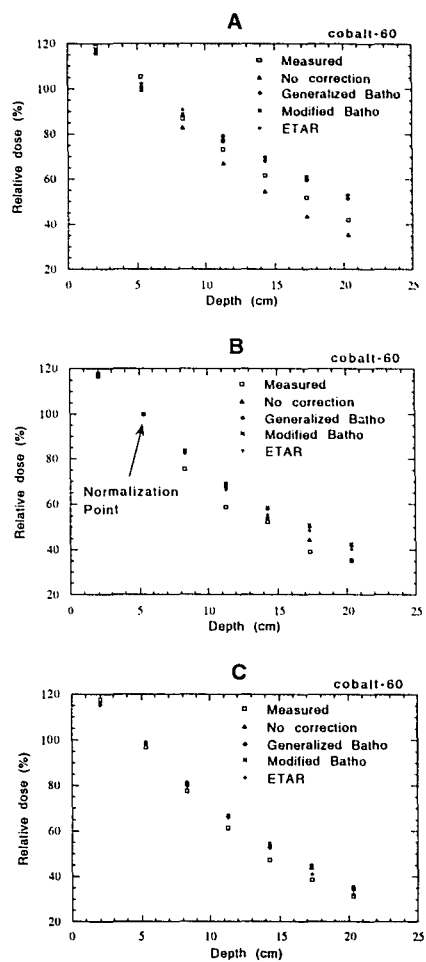 A
cobalt-60
120
100
80
60
40
20
Relative dose (%)
Measured
No correction
Generalized Batho
Modified Batho
ETAR
0 5 10 15 20 25
Depth (cm)
B
cobalt-60
120
100
80
60
40
20
Relative dose (%)
Measured
No correction
Generalized Batho
Modified Batho
ETAR
Normalization
Point
0 5 10 15 20 25
Depth (cm)
C
cobalt-60
120
100
80
60
40
20
Relative dose (%)
Measured
No correction
Generalized Batho
Modified Batho
ETAR
0 5 10 15 20 25
Depth (cm)